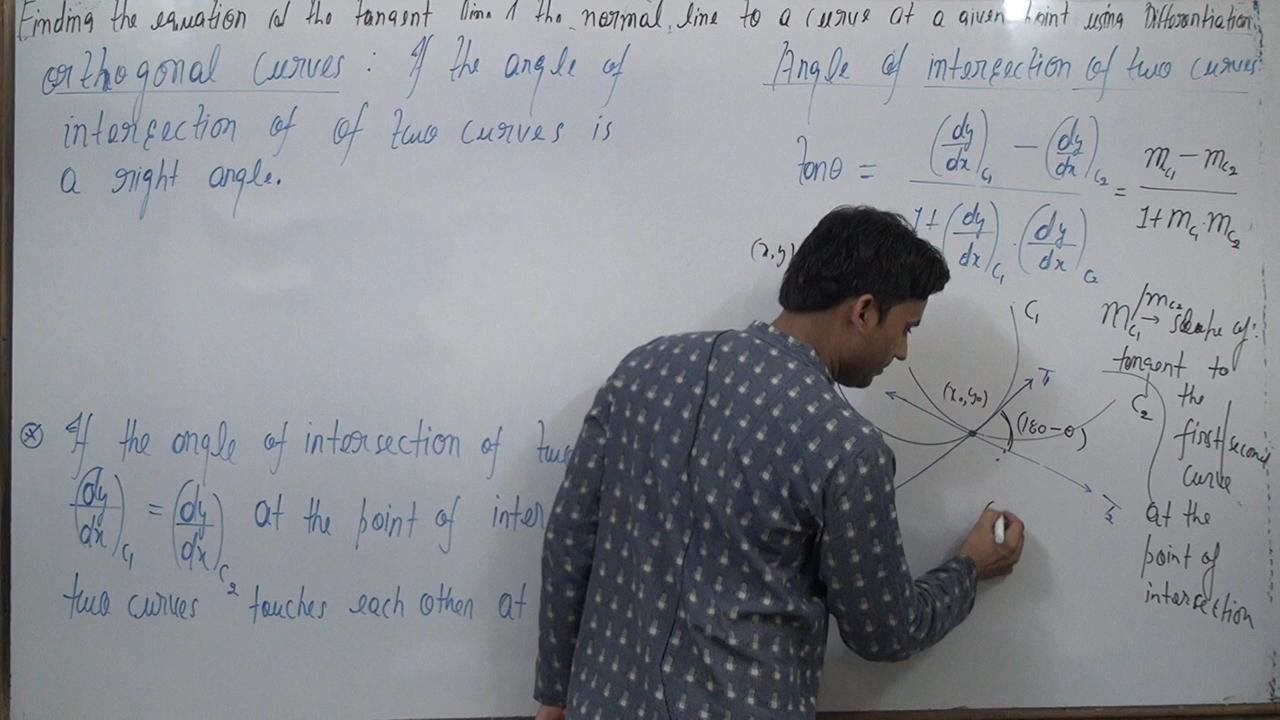 Finding the equation of the tangent line & the normal line to a curve at a given point using Differentiation
orthogonal curves : If the angle of
intersection of of two curves is
a right angle.
Angle of intersection of two curves
tanθ = ((dy/dx)C1 − (dy/dx)C2) / (1+(dy/dx)C1 · (dy/dx)C2) = (mC1 − mC2) / (1+mC1·mC2)
(x,y)
C1
T1
(x0,y0)
C2
(180−θ)
mC1/mC2 → slope of
tangent to
the
first/second
curve
at the
point of
intersection
If the angle of intersection of two
(dy/dx)C1 = (dy/dx)C2 at the point of inter
two curves touches each other at